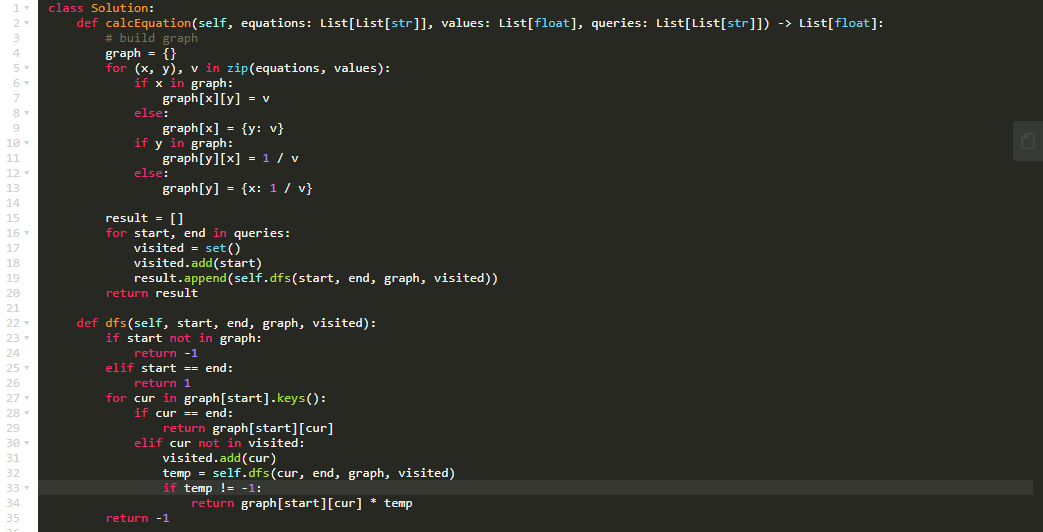 1 class Solution:
2     def calcEquation(self, equations: List[List[str]], values: List[float], queries: List[List[str]]) -> List[float]:
3         # build graph
4         graph = {}
5         for (x, y), v in zip(equations, values):
6             if x in graph:
7                 graph[x][y] = v
8             else:
9                 graph[x] = {y: v}
10             if y in graph:
11                 graph[y][x] = 1 / v
12             else:
13                 graph[y] = {x: 1 / v}
14
15         result = []
16         for start, end in queries:
17             visited = set()
18             visited.add(start)
19             result.append(self.dfs(start, end, graph, visited))
20         return result
21
22     def dfs(self, start, end, graph, visited):
23         if start not in graph:
24             return -1
25         elif start == end:
26             return 1
27         for cur in graph[start].keys():
28             if cur == end:
29                 return graph[start][cur]
30             elif cur not in visited:
31                 visited.add(cur)
32                 temp = self.dfs(cur, end, graph, visited)
33                 if temp != -1:
34                     return graph[start][cur] * temp
35         return -1